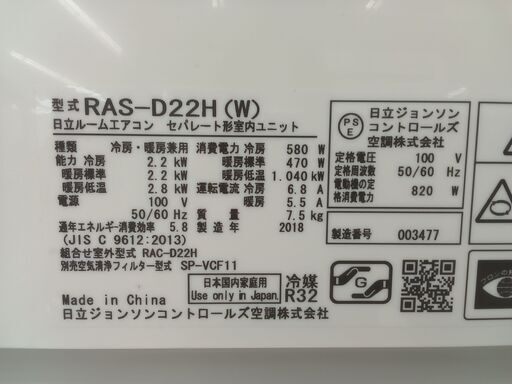 型式 RAS-D22H(W)
日立ルームエアコン セパレート形室内ユニット
種類 冷房・暖房兼用 消費電力 冷房 580 W
能力 冷房 2.2 kW 暖房標準 470 W
暖房標準 2.2 kW 暖房低温 1.040 kW
暖房低温 2.8 kW 運転電流 冷房 6.8 A
電源 100 V 暖房 5.5 A
50/60 Hz 質量 7.5 kg
通年エネルギー消費効率 5.8 製造年 2018
(JIS C 9612:2013)
組合せ室外型式 RAC-D22H
別売空気清浄フィルター型式 SP-VCF11
日本国内家庭用
Use only in Japan.
冷媒
R32
Made in China
日立ジョンソンコントロールズ空調株式会社
PS
E
日立ジョンソン
コントロールズ
空調株式会社
定格電圧 100 V
定格周波数 50/60 Hz
電動機の定
格消費電力 820 W
製造番号 003477
G